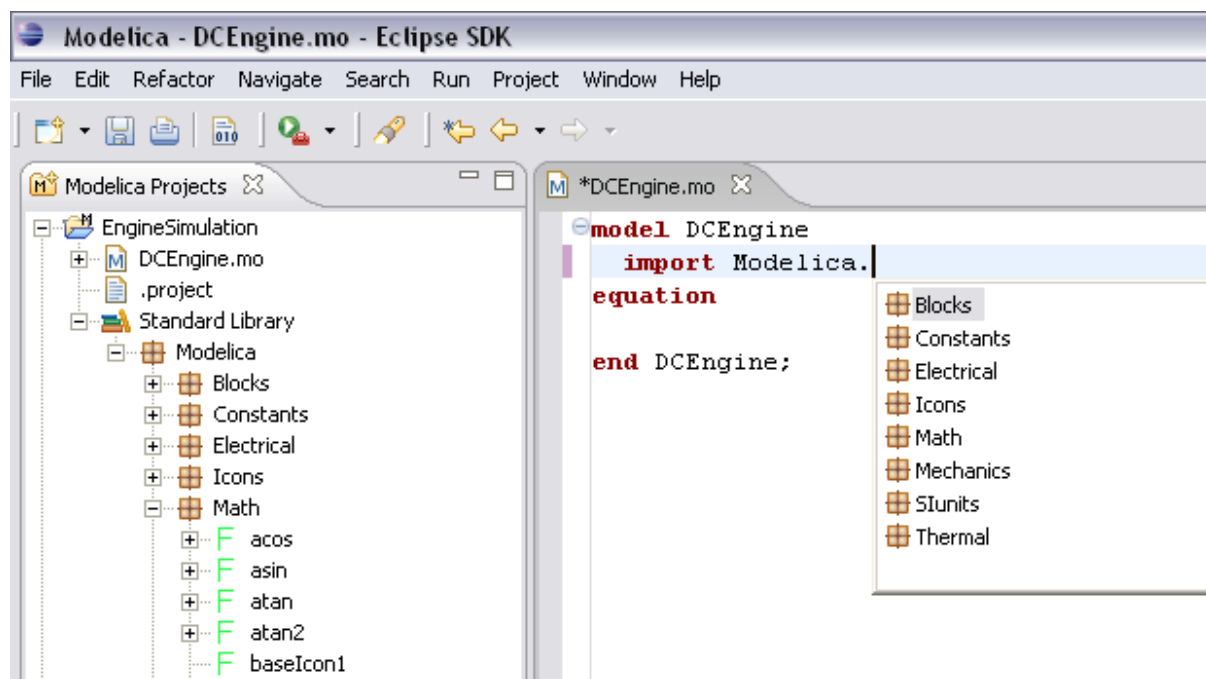 Modelica - DCEngine.mo - Eclipse SDK
File Edit Refactor Navigate Search Run Project Window Help
010
Modelica Projects
EngineSimulation
DCEngine.mo
.project
Standard Library
Modelica
Blocks
Constants
Electrical
Icons
Math
acos
asin
atan
atan2
baseIcon1
*DCEngine.mo
model DCEngine
import Modelica.
equation
end DCEngine;
Blocks
Constants
Electrical
Icons
Math
Mechanics
SIunits
Thermal